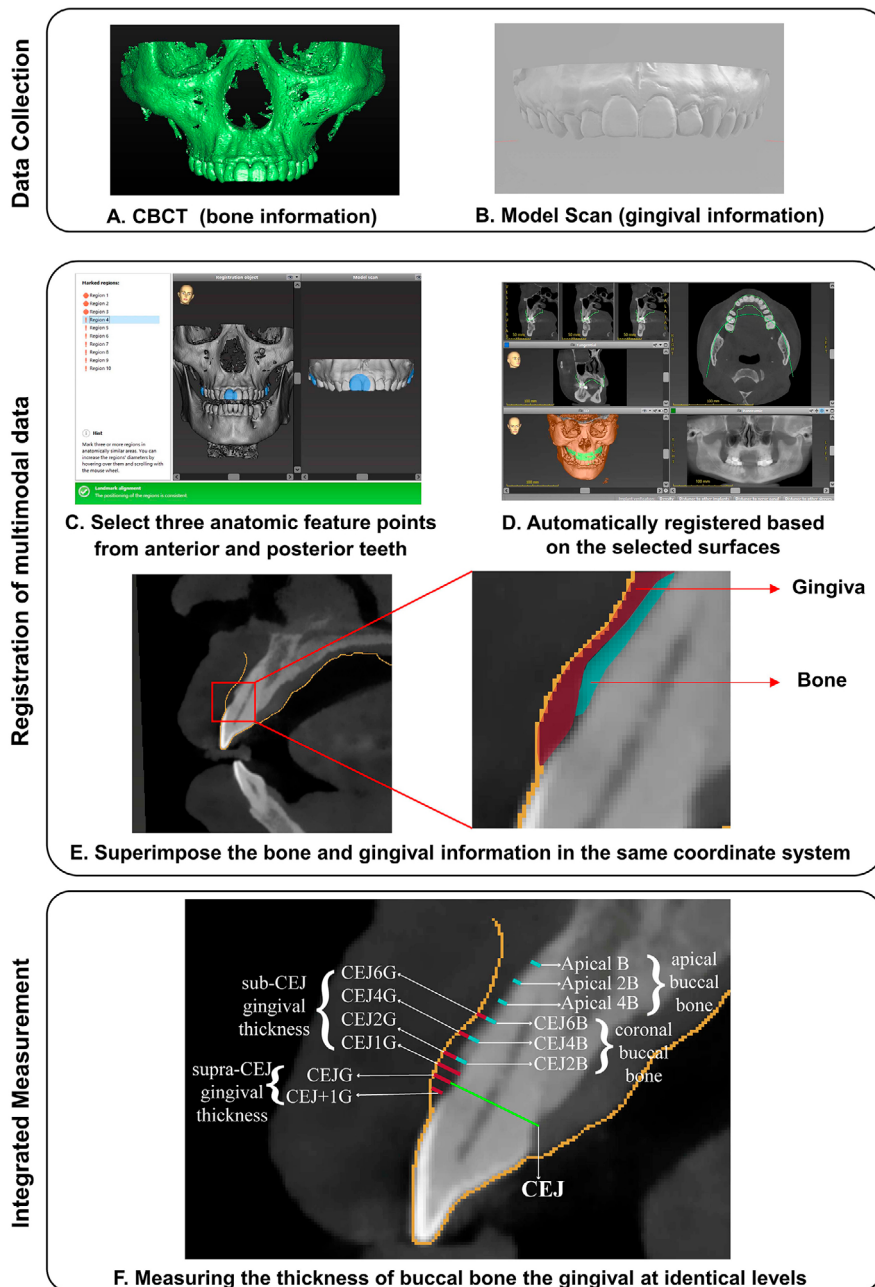 Data Collection
A. CBCT (bone information)
B. Model Scan (gingival information)
Registration of multimodal data
Marked regions:
Region 1
Region 2
Region 3
Region 4
Region 5
Region 6
Region 7
Region 8
Region 9
Region 10
Hint
Mark three or more regions in
anatomically similar areas. You can
increase the regions' diameters by
hovering over them and scrolling with
the mouse wheel.
Landmark alignment
The positioning of the regions is consistent
Registration object
Model scan
C. Select three anatomic feature points
from anterior and posterior teeth
D. Automatically registered based
on the selected surfaces
Gingiva
Bone
E. Superimpose the bone and gingival information in the same coordinate system
Integrated Measurement
sub-CEJ
gingival
thickness
CEJ6G
CEJ4G
CEJ2G
CEJ1G
supra-CEJ
gingival
thickness
CEJG
CEJ+1G
Apical B
Apical 2B
Apical 4B
apical
buccal
bone
CEJ6B
CEJ4B
CEJ2B
coronal
buccal
bone
CEJ
F. Measuring the thickness of buccal bone the gingival at identical levels